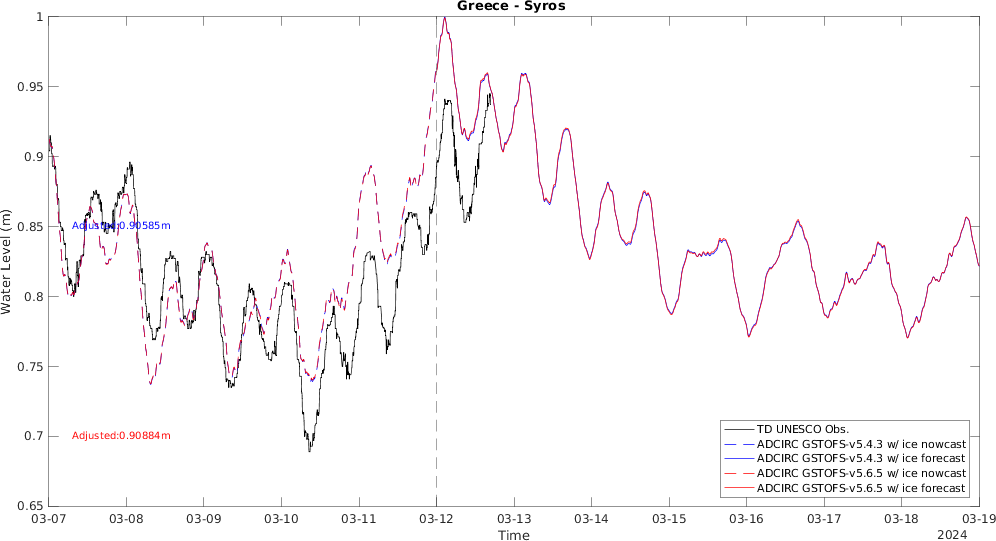 Greece - Syros
1
0.95
0.9
0.85
0.8
0.75
0.7
0.65
Water Level (m)
Adjusted:0.90585m
Adjusted:0.90884m
TD UNESCO Obs.
ADCIRC GSTOFS-v5.4.3 w/ ice nowcast
ADCIRC GSTOFS-v5.4.3 w/ ice forecast
ADCIRC GSTOFS-v5.6.5 w/ ice nowcast
ADCIRC GSTOFS-v5.6.5 w/ ice forecast
03-07 03-08 03-09 03-10 03-11 03-12 03-13 03-14 03-15 03-16 03-17 03-18 03-19
Time
2024